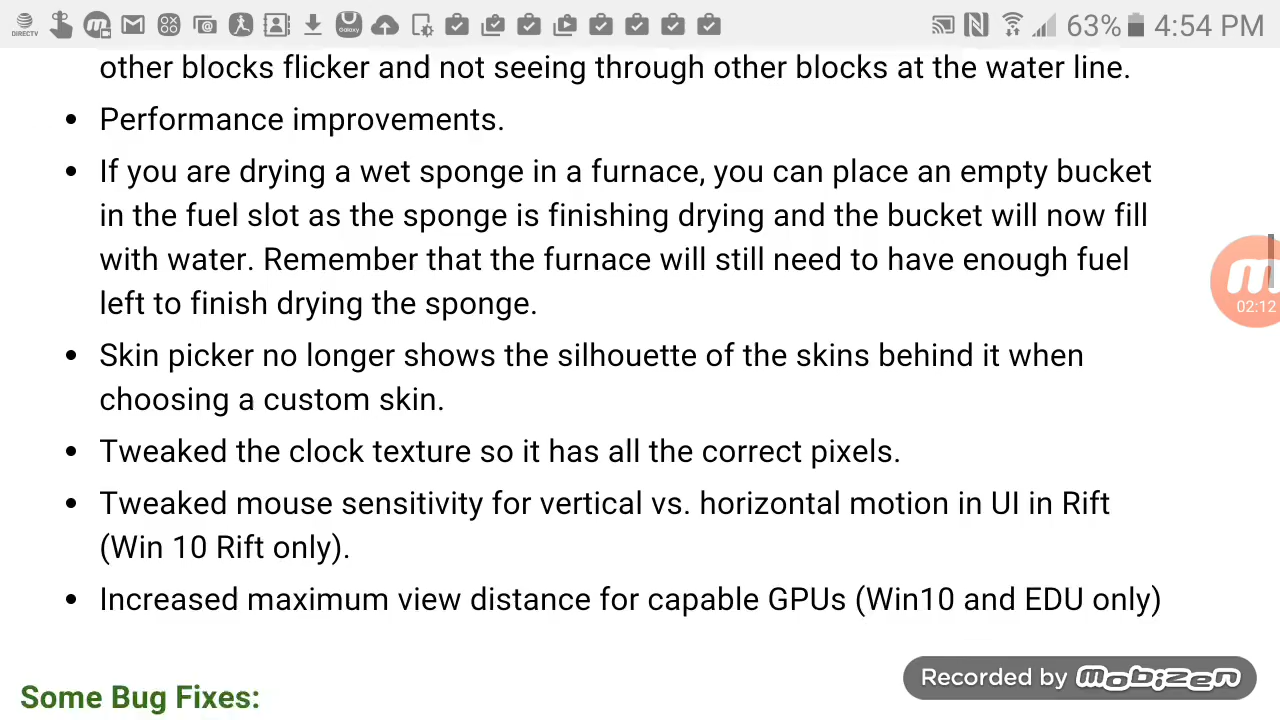 DIRECTV
Galaxy
63% 4:54 PM
other blocks flicker and not seeing through other blocks at the water line.
• Performance improvements.
• If you are drying a wet sponge in a furnace, you can place an empty bucket
in the fuel slot as the sponge is finishing drying and the bucket will now fill
with water. Remember that the furnace will still need to have enough fuel
left to finish drying the sponge.
02:12
• Skin picker no longer shows the silhouette of the skins behind it when
choosing a custom skin.
• Tweaked the clock texture so it has all the correct pixels.
• Tweaked mouse sensitivity for vertical vs. horizontal motion in UI in Rift
(Win 10 Rift only).
• Increased maximum view distance for capable GPUs (Win10 and EDU only)
Recorded by mobizen
Some Bug Fixes: